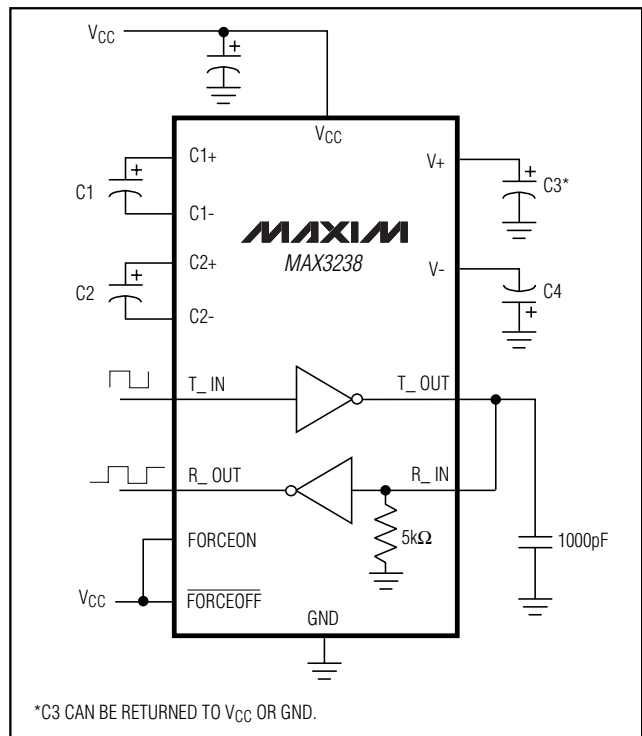 VCC
VCC
C1+
V+
C1
C3*
C1-
MAXIM
MAX3238
C2+
V-
C2
C4
C2-
T_ IN
T_ OUT
R_ OUT
R_ IN
5kΩ
1000pF
FORCEON
VCC
FORCEOFF
GND
*C3 CAN BE RETURNED TO VCC OR GND.